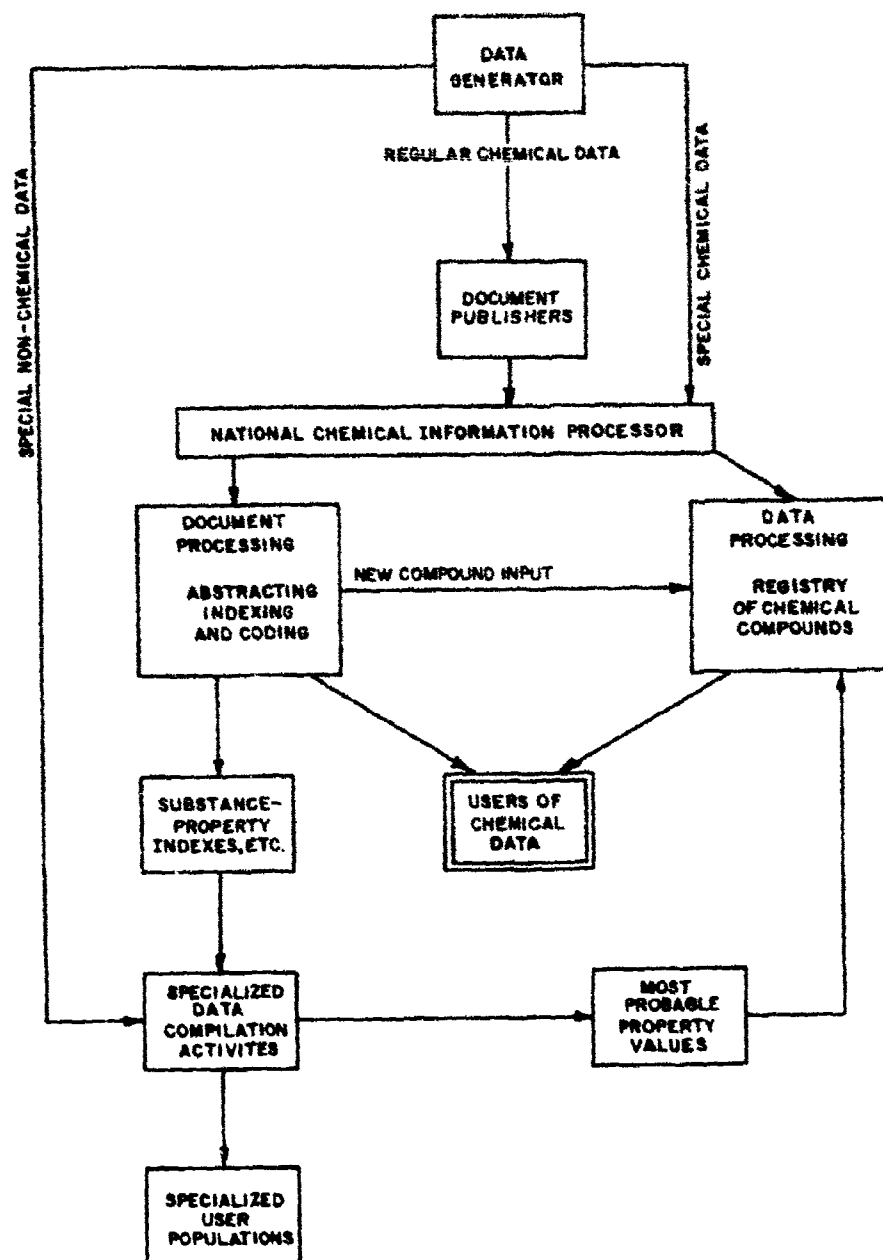 DATA
GENERATOR
REGULAR CHEMICAL DATA
SPECIAL NON-CHEMICAL DATA
SPECIAL CHEMICAL DATA
DOCUMENT
PUBLISHERS
NATIONAL CHEMICAL INFORMATION PROCESSOR
DOCUMENT
PROCESSING
ABSTRACTING
INDEXING
AND CODING
NEW COMPOUND INPUT
DATA
PROCESSING
REGISTRY
OF CHEMICAL
COMPOUNDS
SUBSTANCE-
PROPERTY
INDEXES, ETC.
USERS OF
CHEMICAL
DATA
SPECIALIZED
DATA
COMPILATION
ACTIVITES
MOST
PROBABLE
PROPERTY
VALUES
SPECIALIZED
USER
POPULATIONS